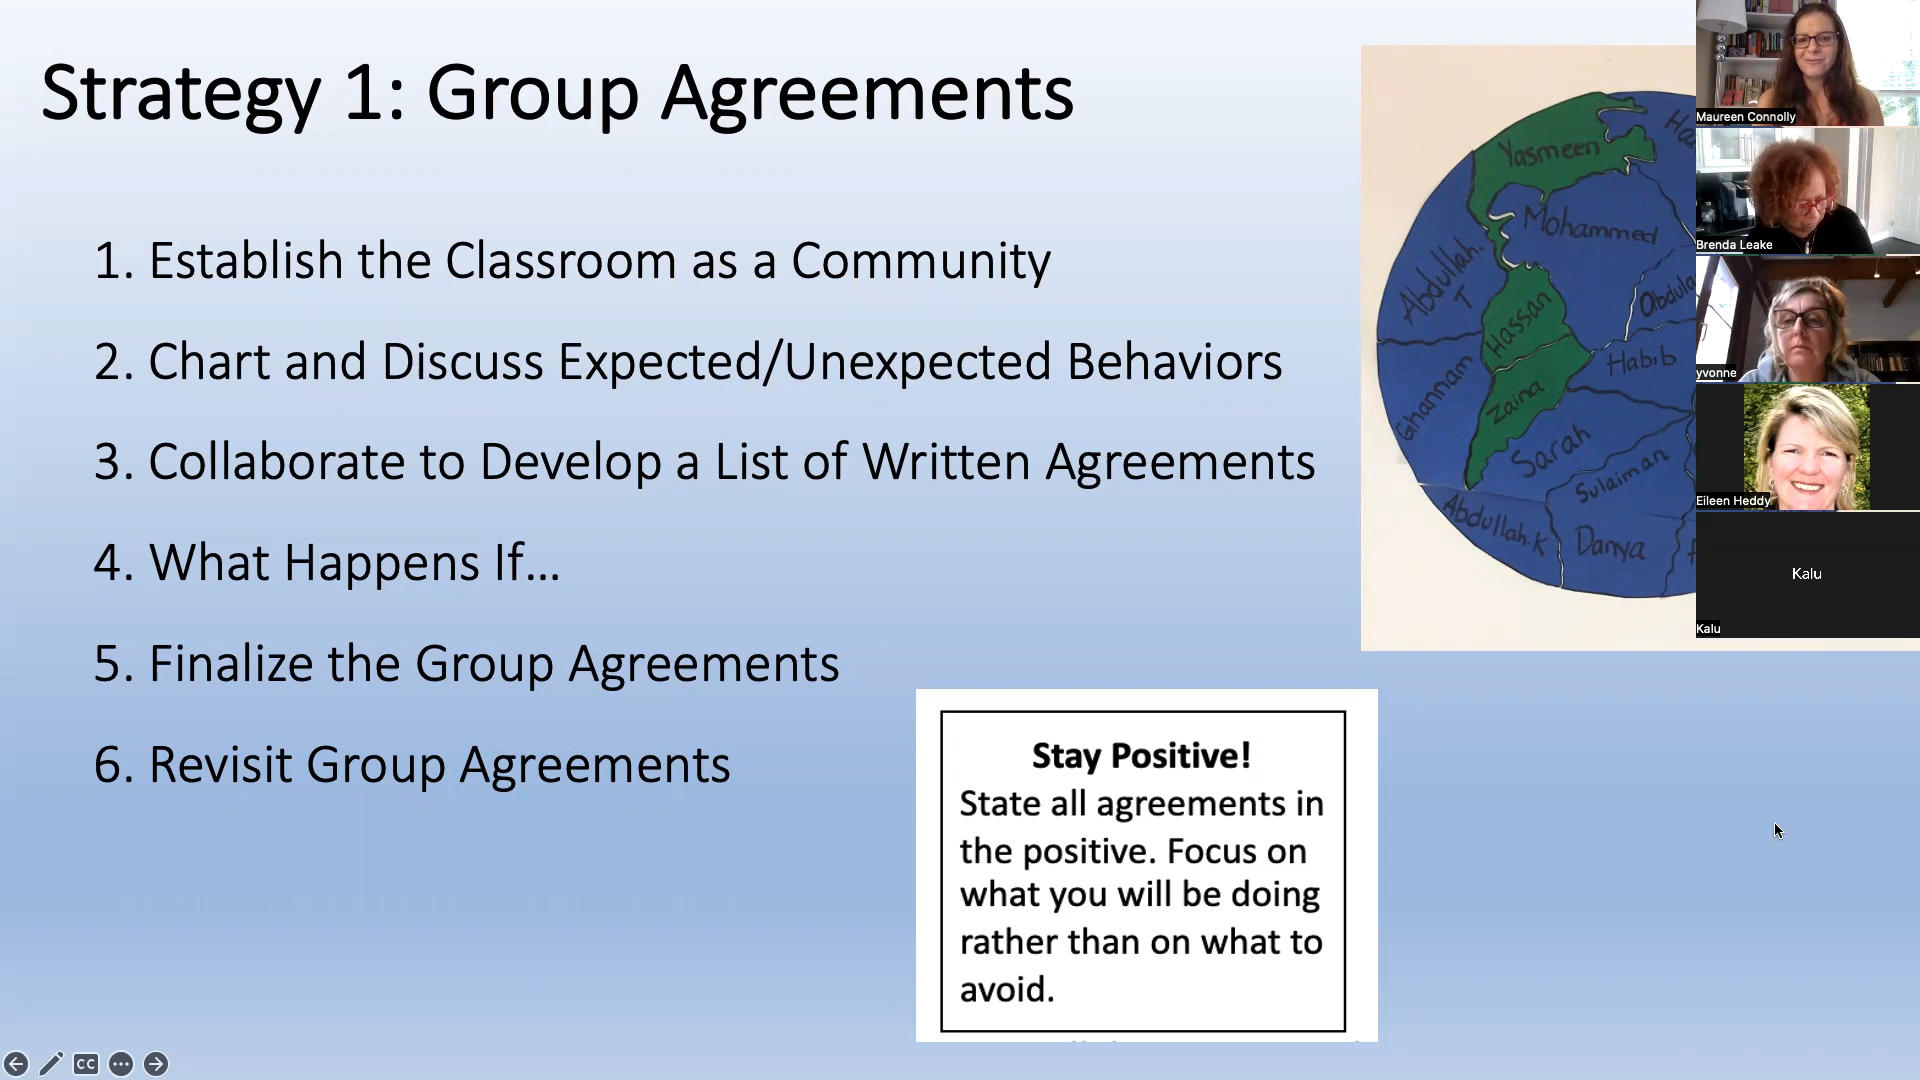 Strategy 1: Group Agreements
1. Establish the Classroom as a Community
2. Chart and Discuss Expected/Unexpected Behaviors
3. Collaborate to Develop a List of Written Agreements
4. What Happens If...
5. Finalize the Group Agreements
6. Revisit Group Agreements
Stay Positive!
State all agreements in
the positive. Focus on
what you will be doing
rather than on what to
avoid.
Yasmeen
Mohammed
Abdullah.
T
Hassan
Habib
Ghannam
Zaina
Sarah
Sulaiman
Abdullah.K
Danya
Maureen Connolly
Brenda Leake
yvonne
Eileen Heddy
Kalu
Kalu
CC